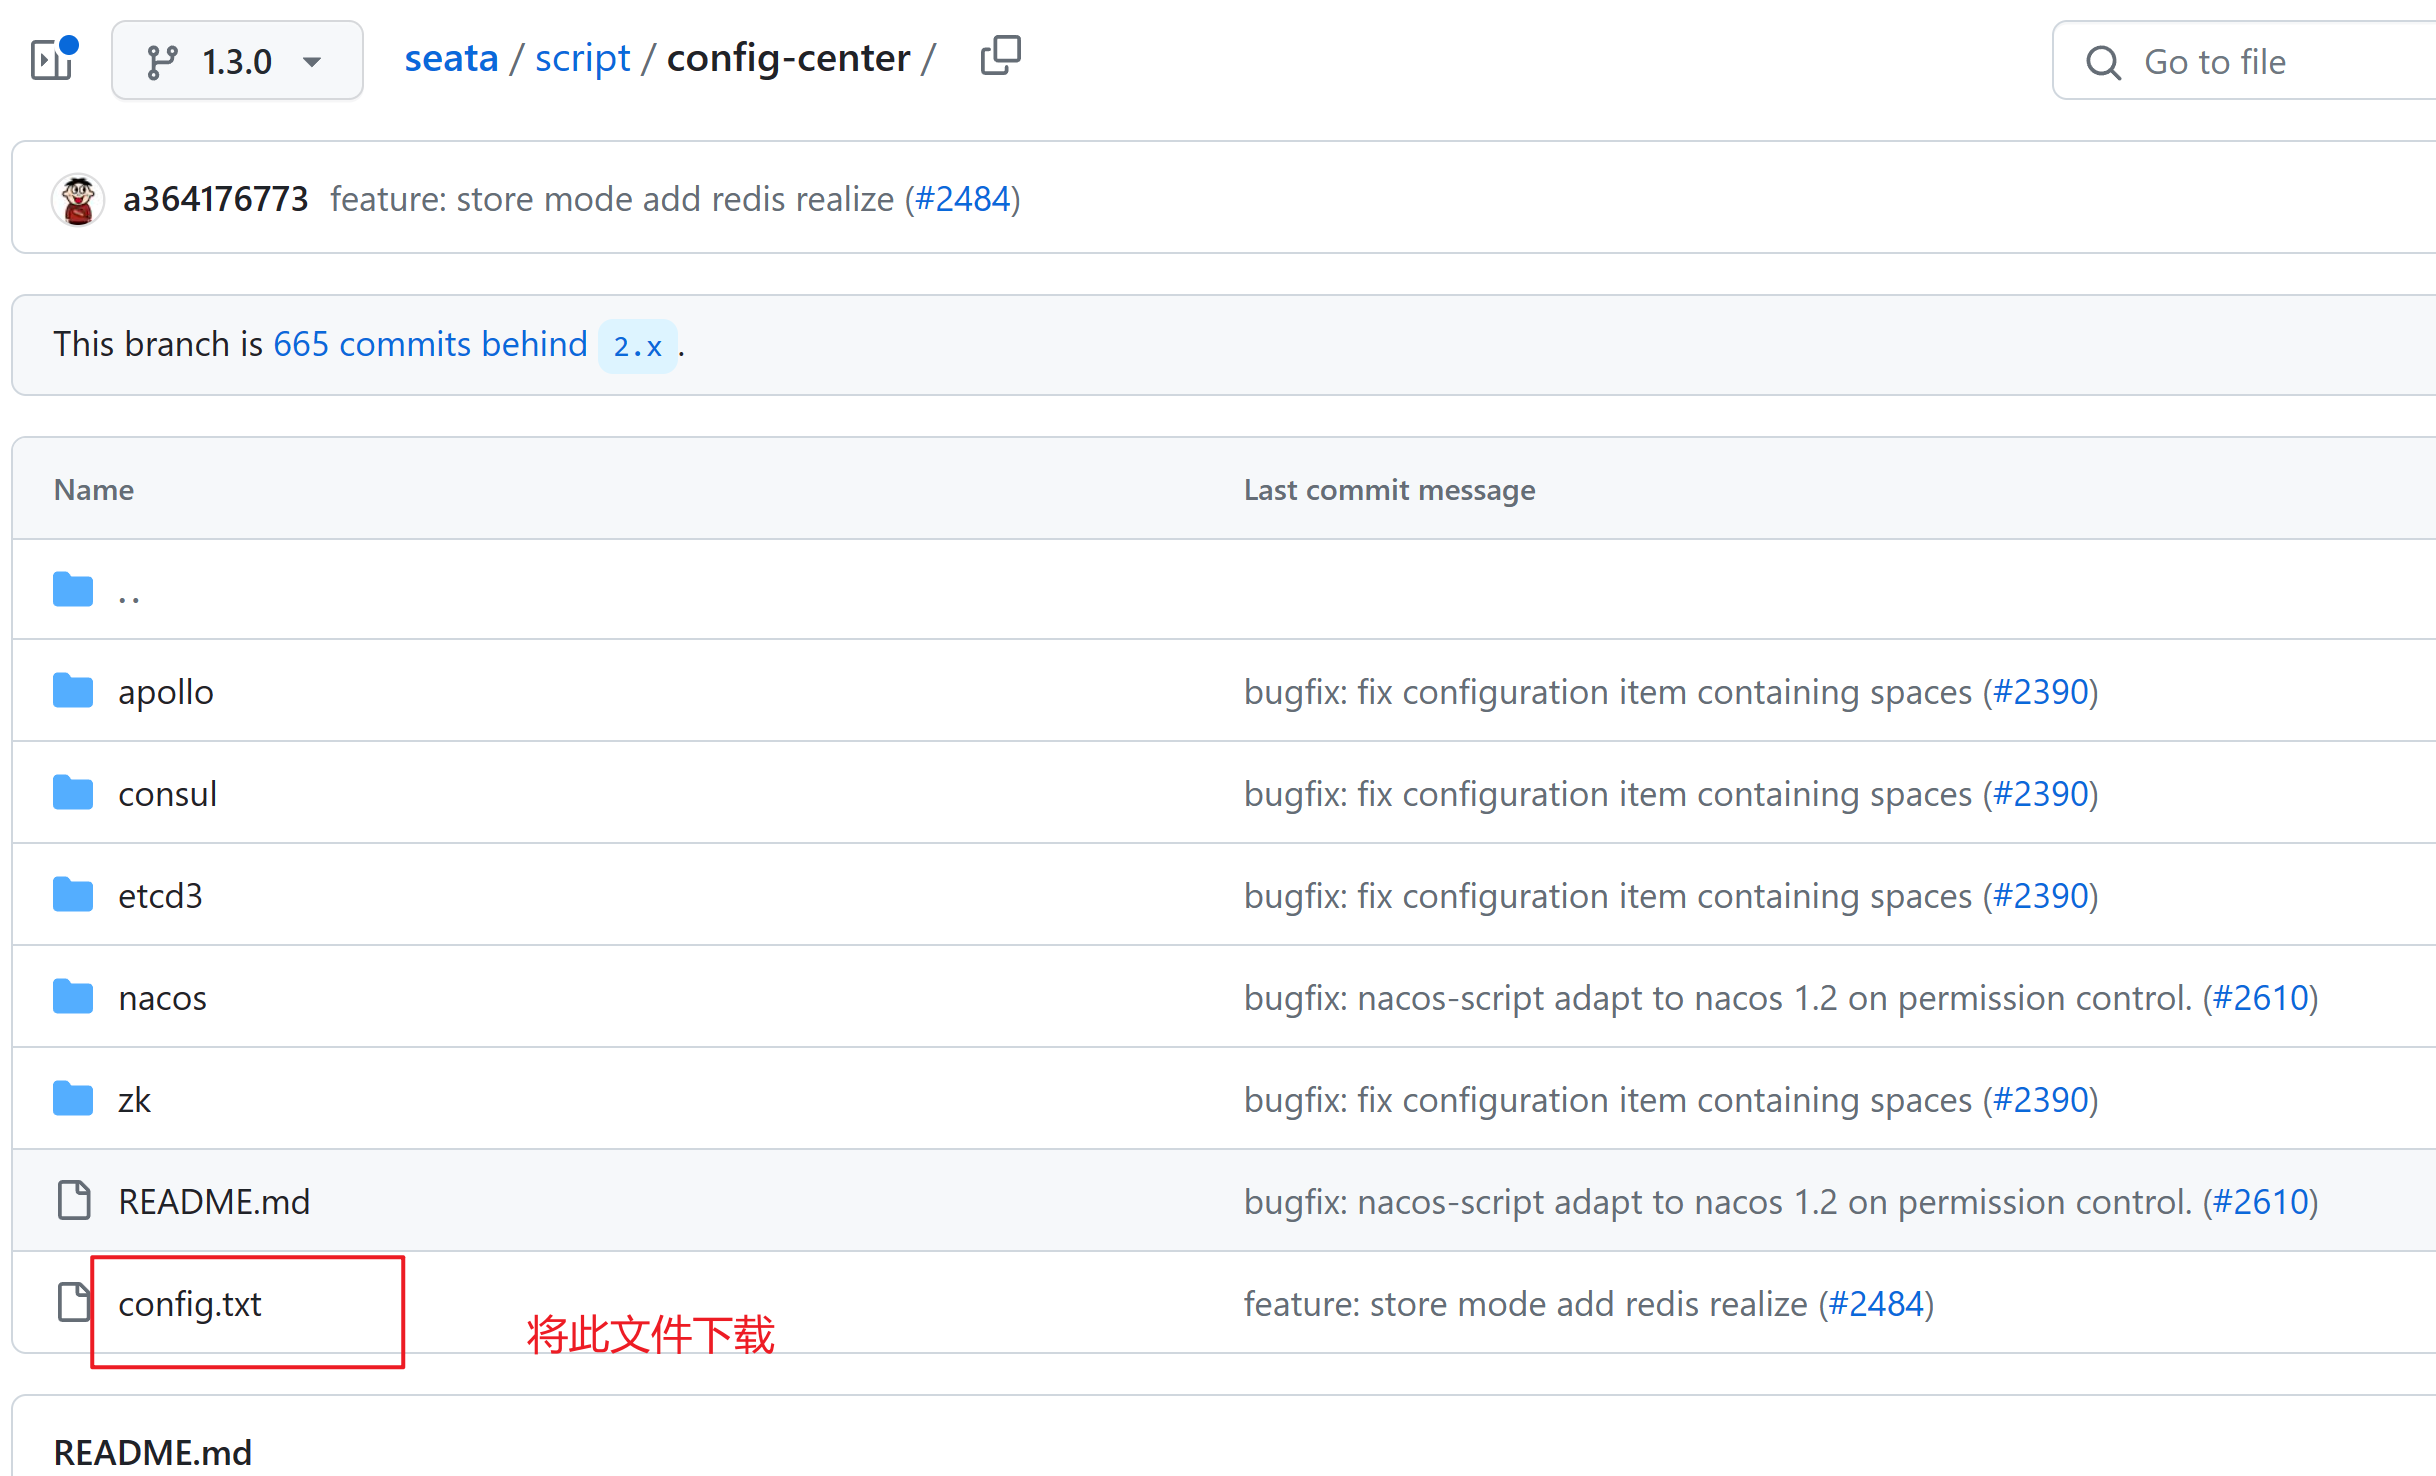 1.3.0
seata / script / config-center /
Go to file
a364176773 feature: store mode add redis realize (#2484)
This branch is 665 commits behind 2.x .
Name Last commit message
..
apollo bugfix: fix configuration item containing spaces (#2390)
consul bugfix: fix configuration item containing spaces (#2390)
etcd3 bugfix: fix configuration item containing spaces (#2390)
nacos bugfix: nacos-script adapt to nacos 1.2 on permission control. (#2610)
zk bugfix: fix configuration item containing spaces (#2390)
README.md bugfix: nacos-script adapt to nacos 1.2 on permission control. (#2610)
config.txt feature: store mode add redis realize (#2484)
将此文件下载
README.md